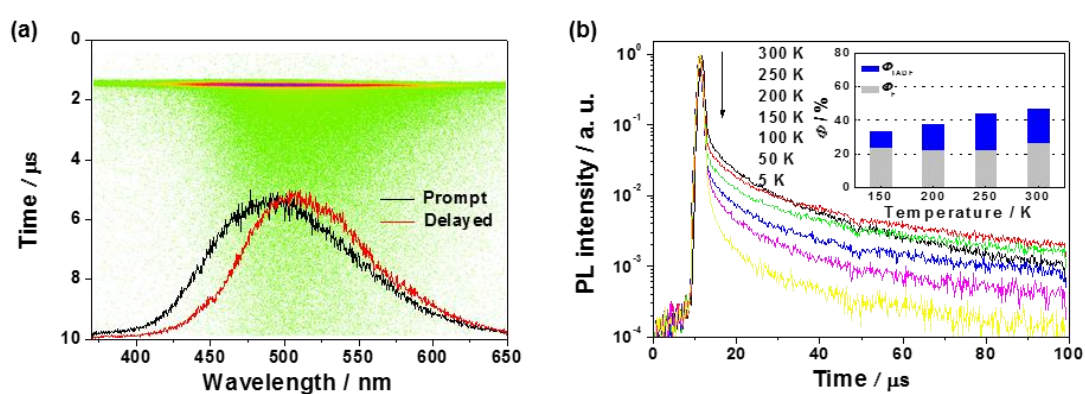 (a)
0
2
4
6
8
10
Time / μs
Prompt
Delayed
400 450 500 550 600 650
Wavelength / nm
(b)
10⁰
10⁻¹
10⁻²
10⁻³
10⁻⁴
PL intensity / a. u.
300 K
250 K
200 K
150 K
100 K
50 K
5 K
0 20 40 60 80 100
Time / μs
80
60
40
20
0
Φ / %
Φ TADF
Φ F
150 200 250 300
Temperature / K